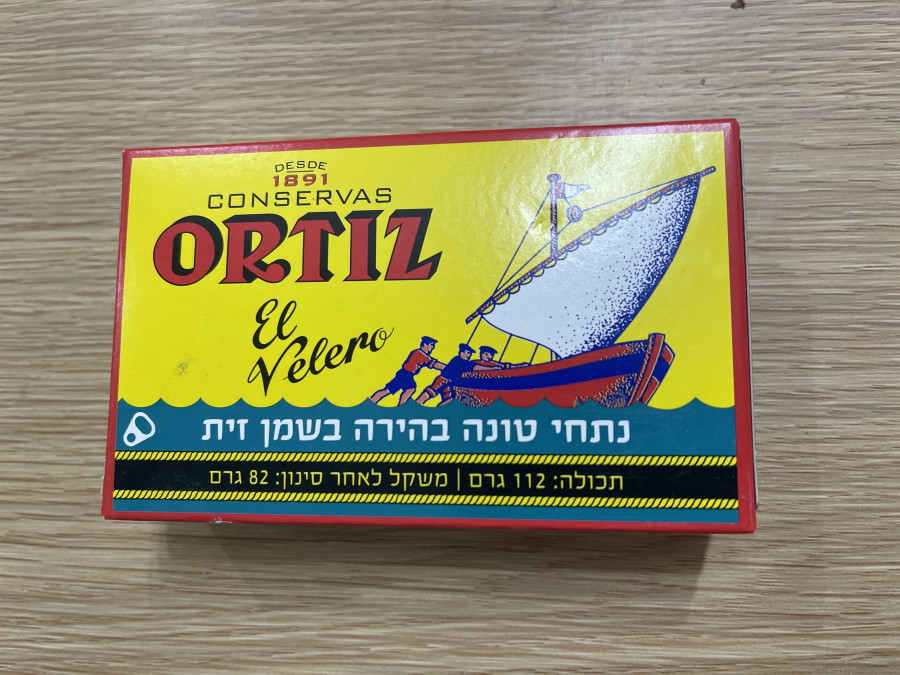 DESDE
1891
CONSERVAS
ORTIZ
El
Velero
נתחי טונה בהירה בשמן זית
תכולה: 112 גרם | משקל לאחר סינון: 82 גרם